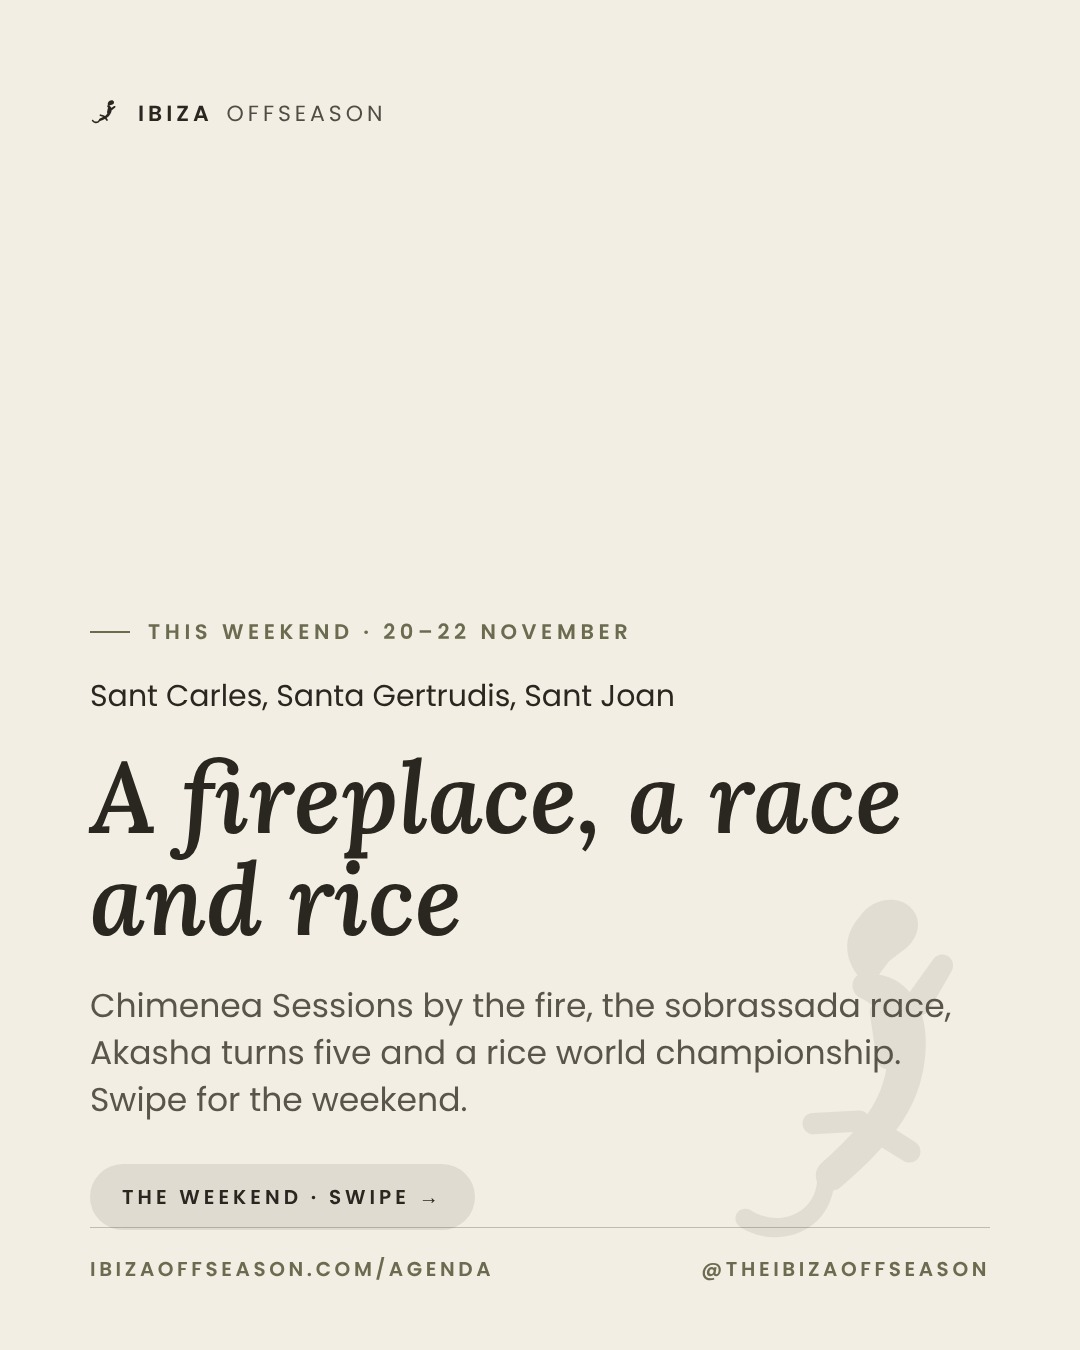 IBIZA OFFSEASON
THIS WEEKEND · 20–22 NOVEMBER
Sant Carles, Santa Gertrudis, Sant Joan
A fireplace, a race
and rice
Chimenea Sessions by the fire, the sobrassada race,
Akasha turns five and a rice world championship.
Swipe for the weekend.
THE WEEKEND · SWIPE →
IBIZAOFFSEASON.COM/AGENDA
@THEIBIZAOFFSEASON